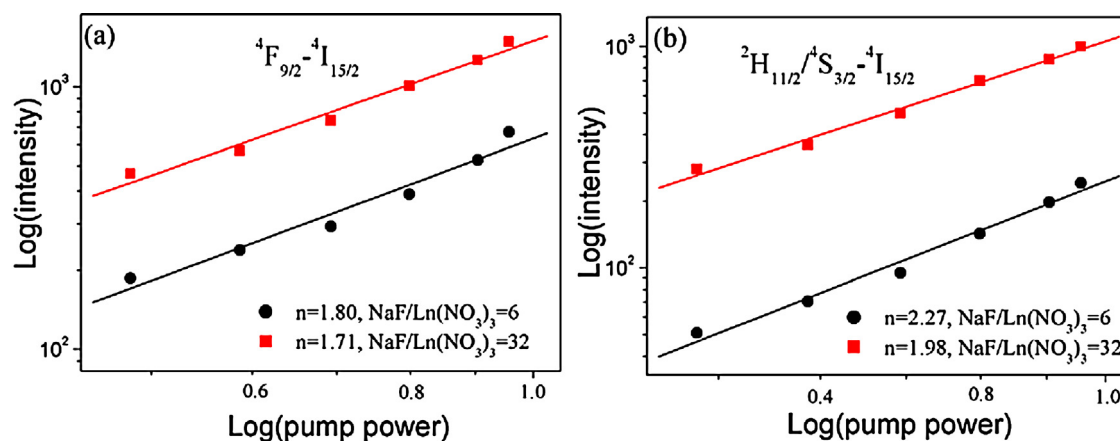 (a)
⁴F₉/₂-⁴I₁₅/₂
10³
10²
Log(intensity)
n=1.80, NaF/Ln(NO₃)₃=6
n=1.71, NaF/Ln(NO₃)₃=32
0.6 0.8 1.0
Log(pump power)
(b)
²H₁₁/₂/⁴S₃/₂-⁴I₁₅/₂
10³
10²
Log(intensity)
n=2.27, NaF/Ln(NO₃)₃=6
n=1.98, NaF/Ln(NO₃)₃=32
0.4 0.8 1.0
Log(pump power)